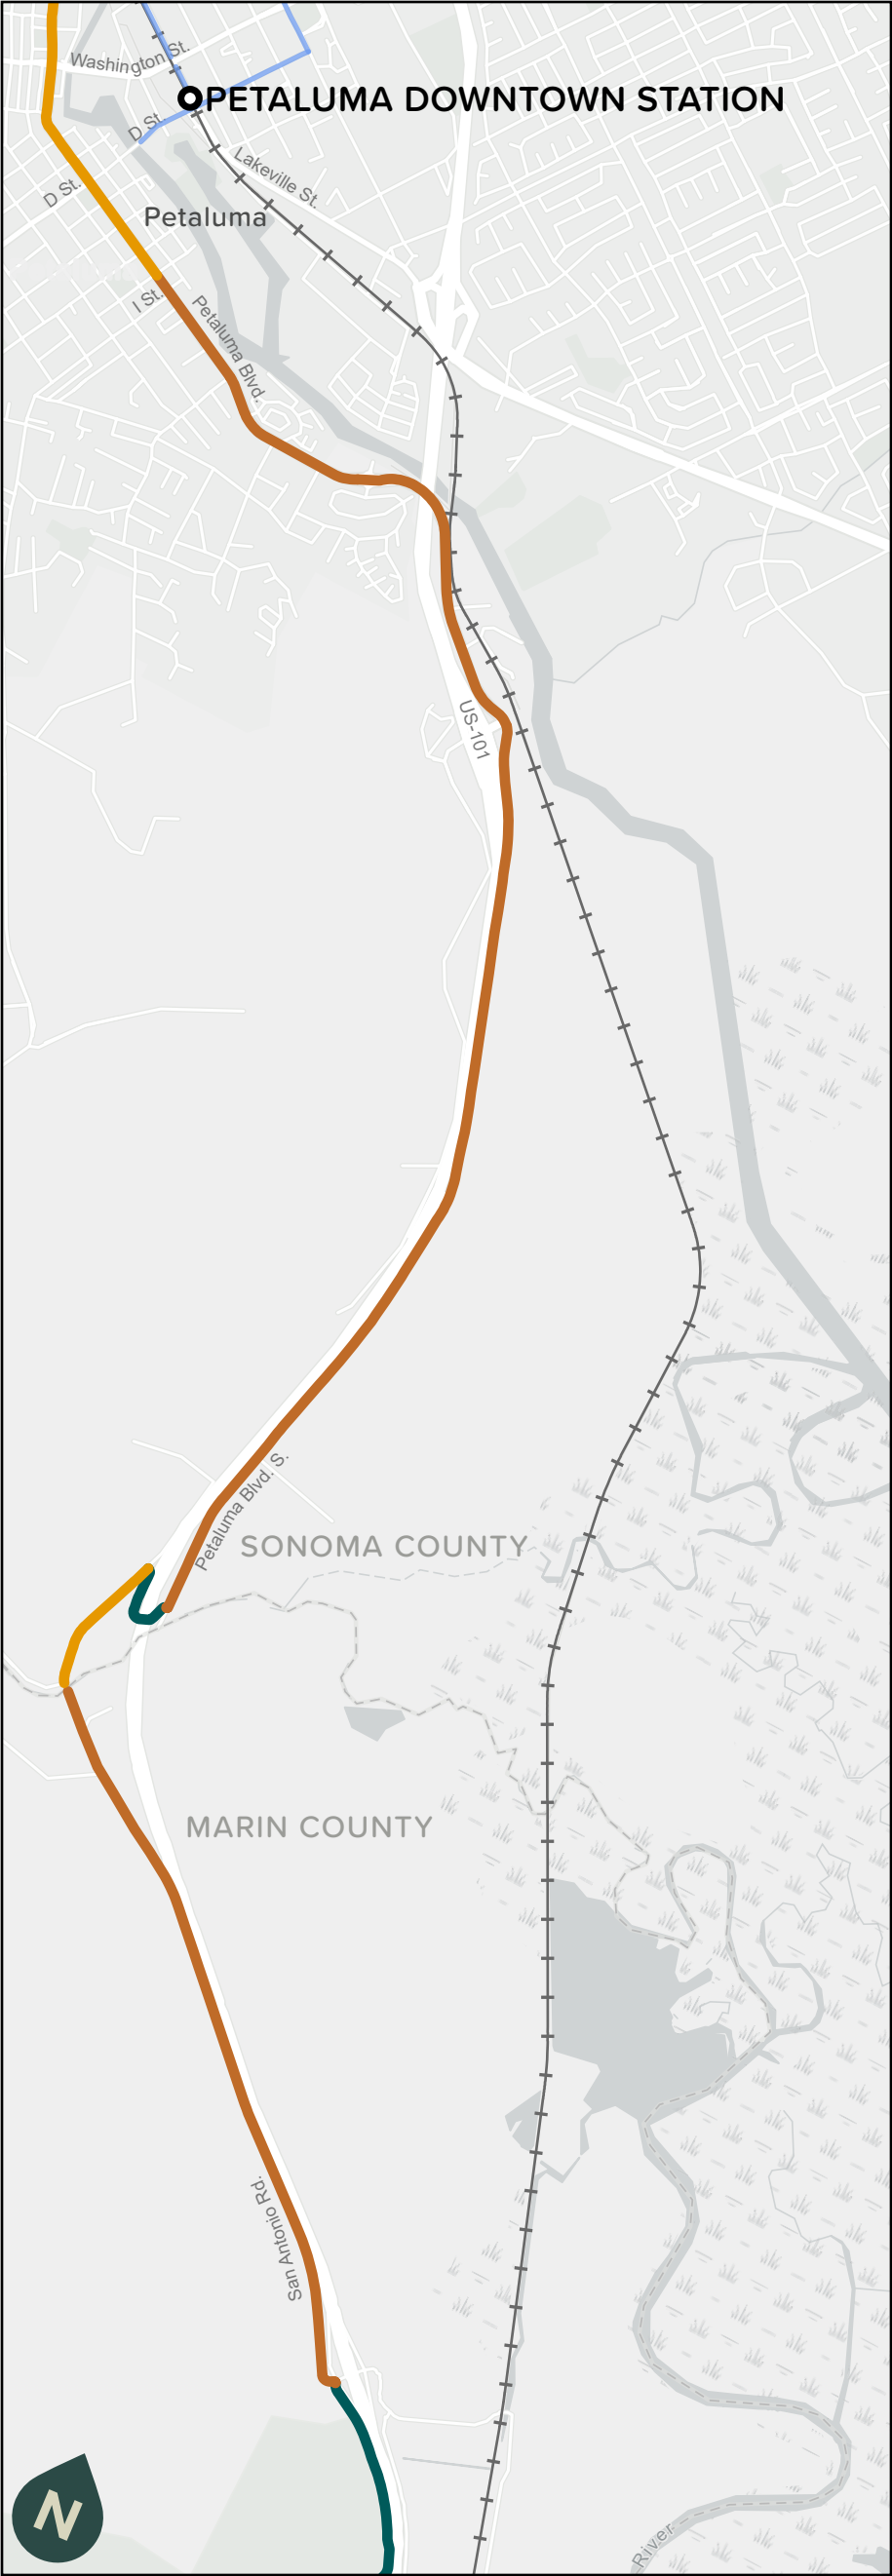 Washington St.
PETALUMA DOWNTOWN STATION
D St.
Lakeville St.
D St.
Petaluma
I St.
Petaluma Blvd.
US-101
Petaluma Blvd. S.
SONOMA COUNTY
MARIN COUNTY
San Antonio Rd.
N
River